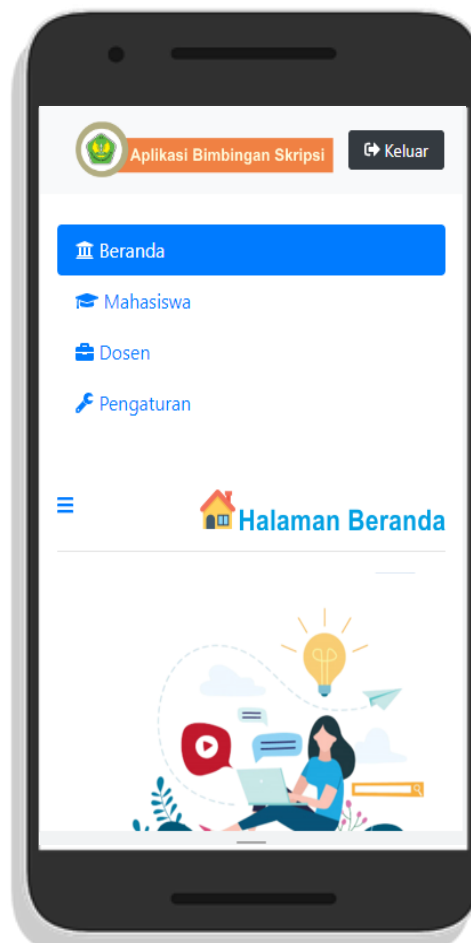 Aplikasi Bimbingan Skripsi
Keluar
Beranda
Mahasiswa
Dosen
Pengaturan
Halaman Beranda